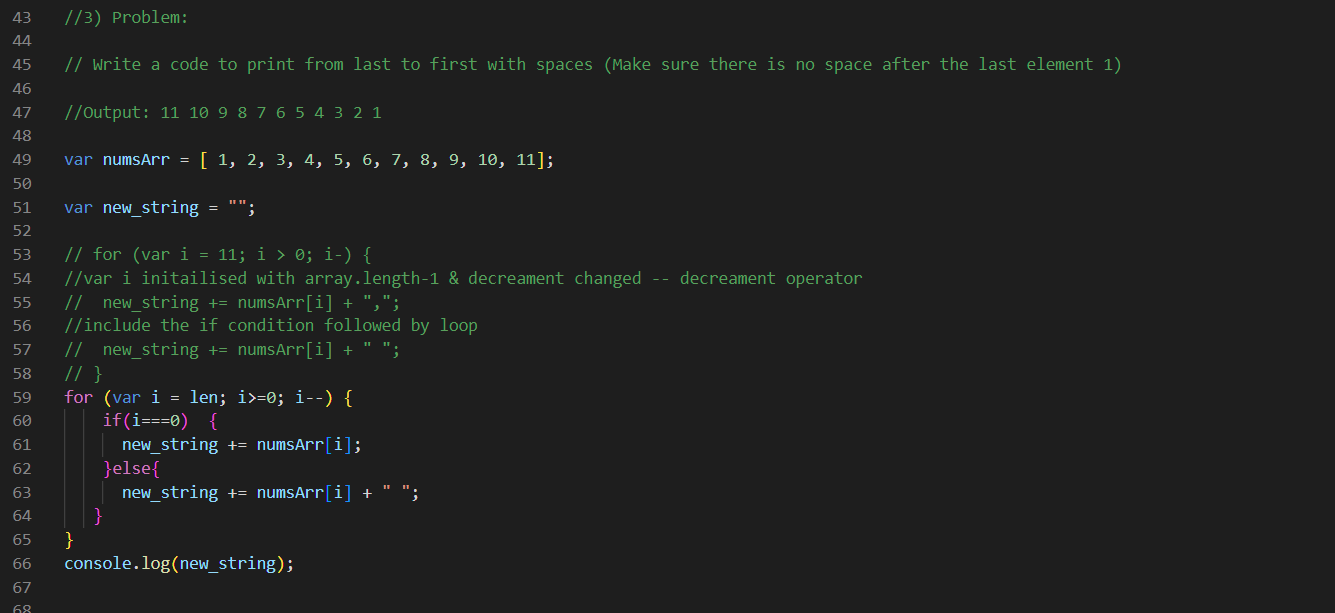 43 //3) Problem:
44
45 // Write a code to print from last to first with spaces (Make sure there is no space after the last element 1)
46
47 //Output: 11 10 9 8 7 6 5 4 3 2 1
48
49 var numsArr = [ 1, 2, 3, 4, 5, 6, 7, 8, 9, 10, 11];
50
51 var new_string = "";
52
53 // for (var i = 11; i > 0; i-) {
54 //var i initailised with array.length-1 & decreament changed -- decreament operator
55 //  new_string += numsArr[i] + ",";
56 //include the if condition followed by loop
57 //  new_string += numsArr[i] + " ";
58 // }
59 for (var i = len; i>=0; i--) {
60     if(i===0)  {
61       new_string += numsArr[i];
62     }else{
63       new_string += numsArr[i] + " ";
64    }
65 }
66 console.log(new_string);
67
68